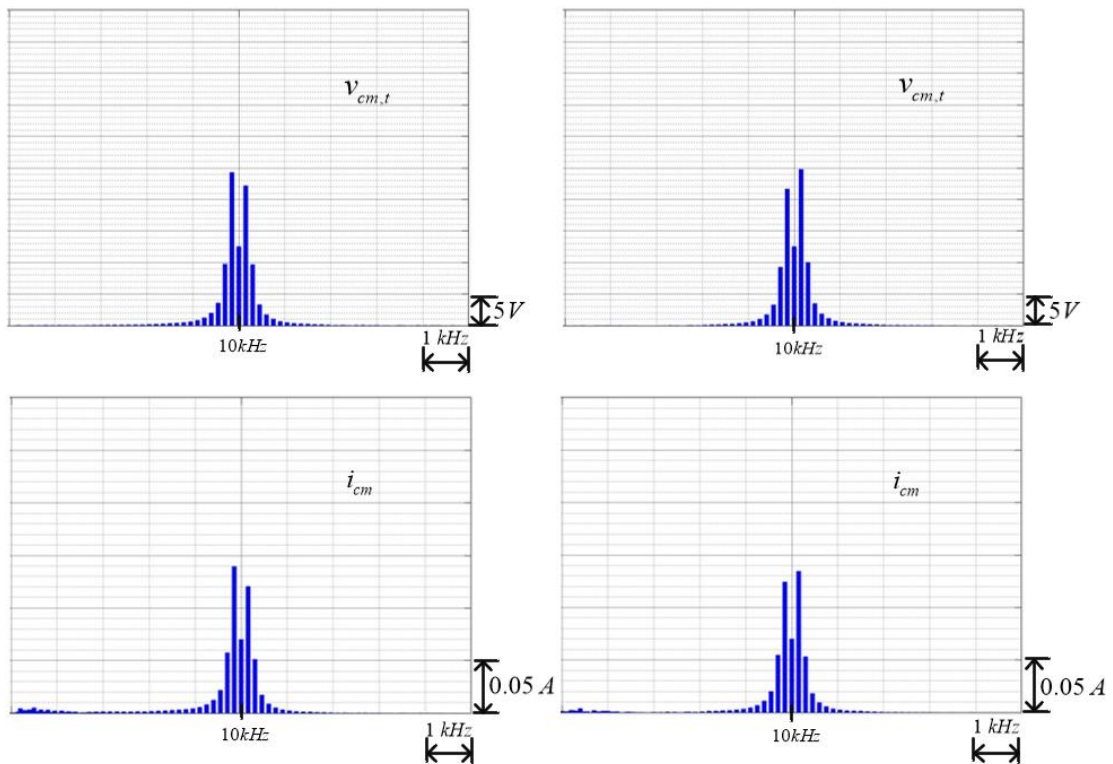 v_cm,t
5V
10kHz
1 kHz
v_cm,t
5V
10kHz
1 kHz
i_cm
0.05 A
10kHz
1 kHz
i_cm
0.05 A
10kHz
1 kHz